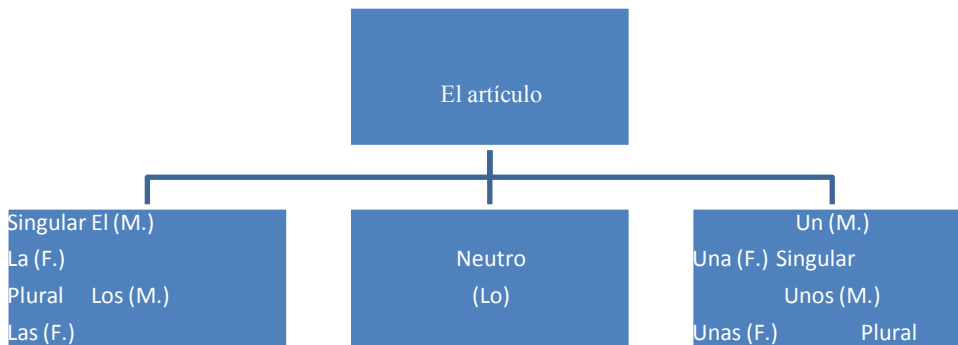 El artículo
Singular El (M.)
La (F.)
Plural Los (M.)
Las (F.)
Neutro
(Lo)
Un (M.)
Una (F.) Singular
Unos (M.)
Unas (F.) Plural